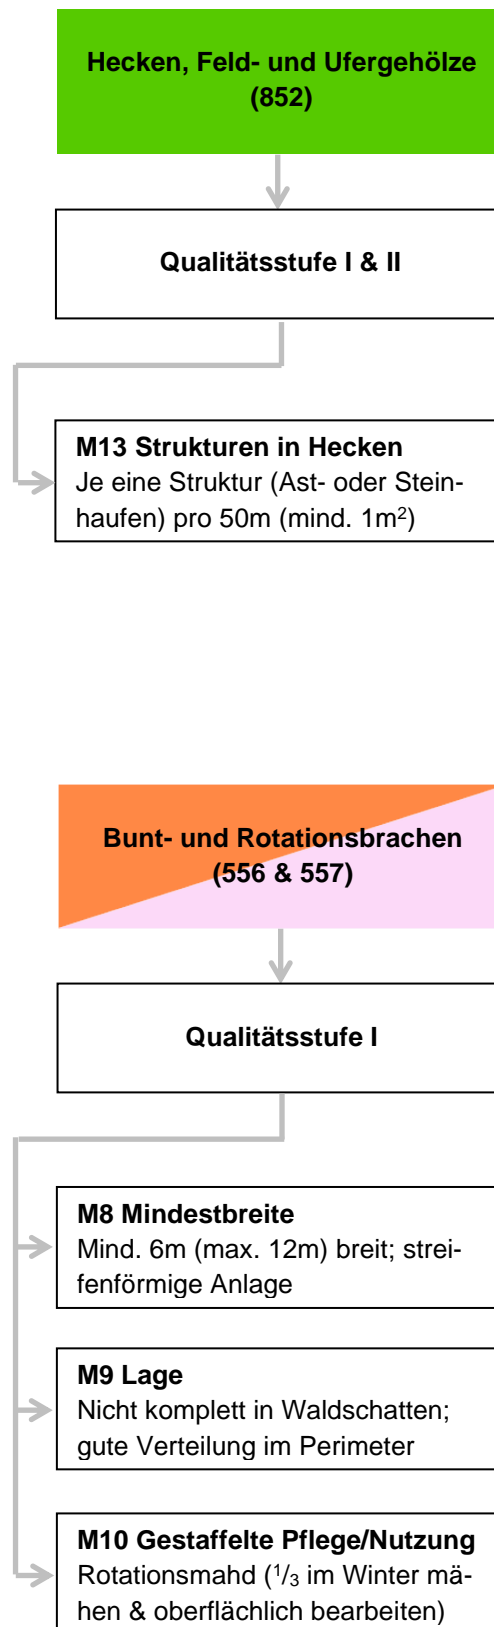 Hecken, Feld- und Ufergehölze
(852)
Qualitätsstufe I & II
M13 Strukturen in Hecken
Je eine Struktur (Ast- oder Stein-
haufen) pro 50m (mind. 1m²)
Bunt- und Rotationsbrachen
(556 & 557)
Qualitätsstufe I
M8 Mindestbreite
Mind. 6m (max. 12m) breit; strei-
fenförmige Anlage
M9 Lage
Nicht komplett in Waldschatten;
gute Verteilung im Perimeter
M10 Gestaffelte Pflege/Nutzung
Rotationsmahd (¹/₃ im Winter mä-
hen & oberflächlich bearbeiten)